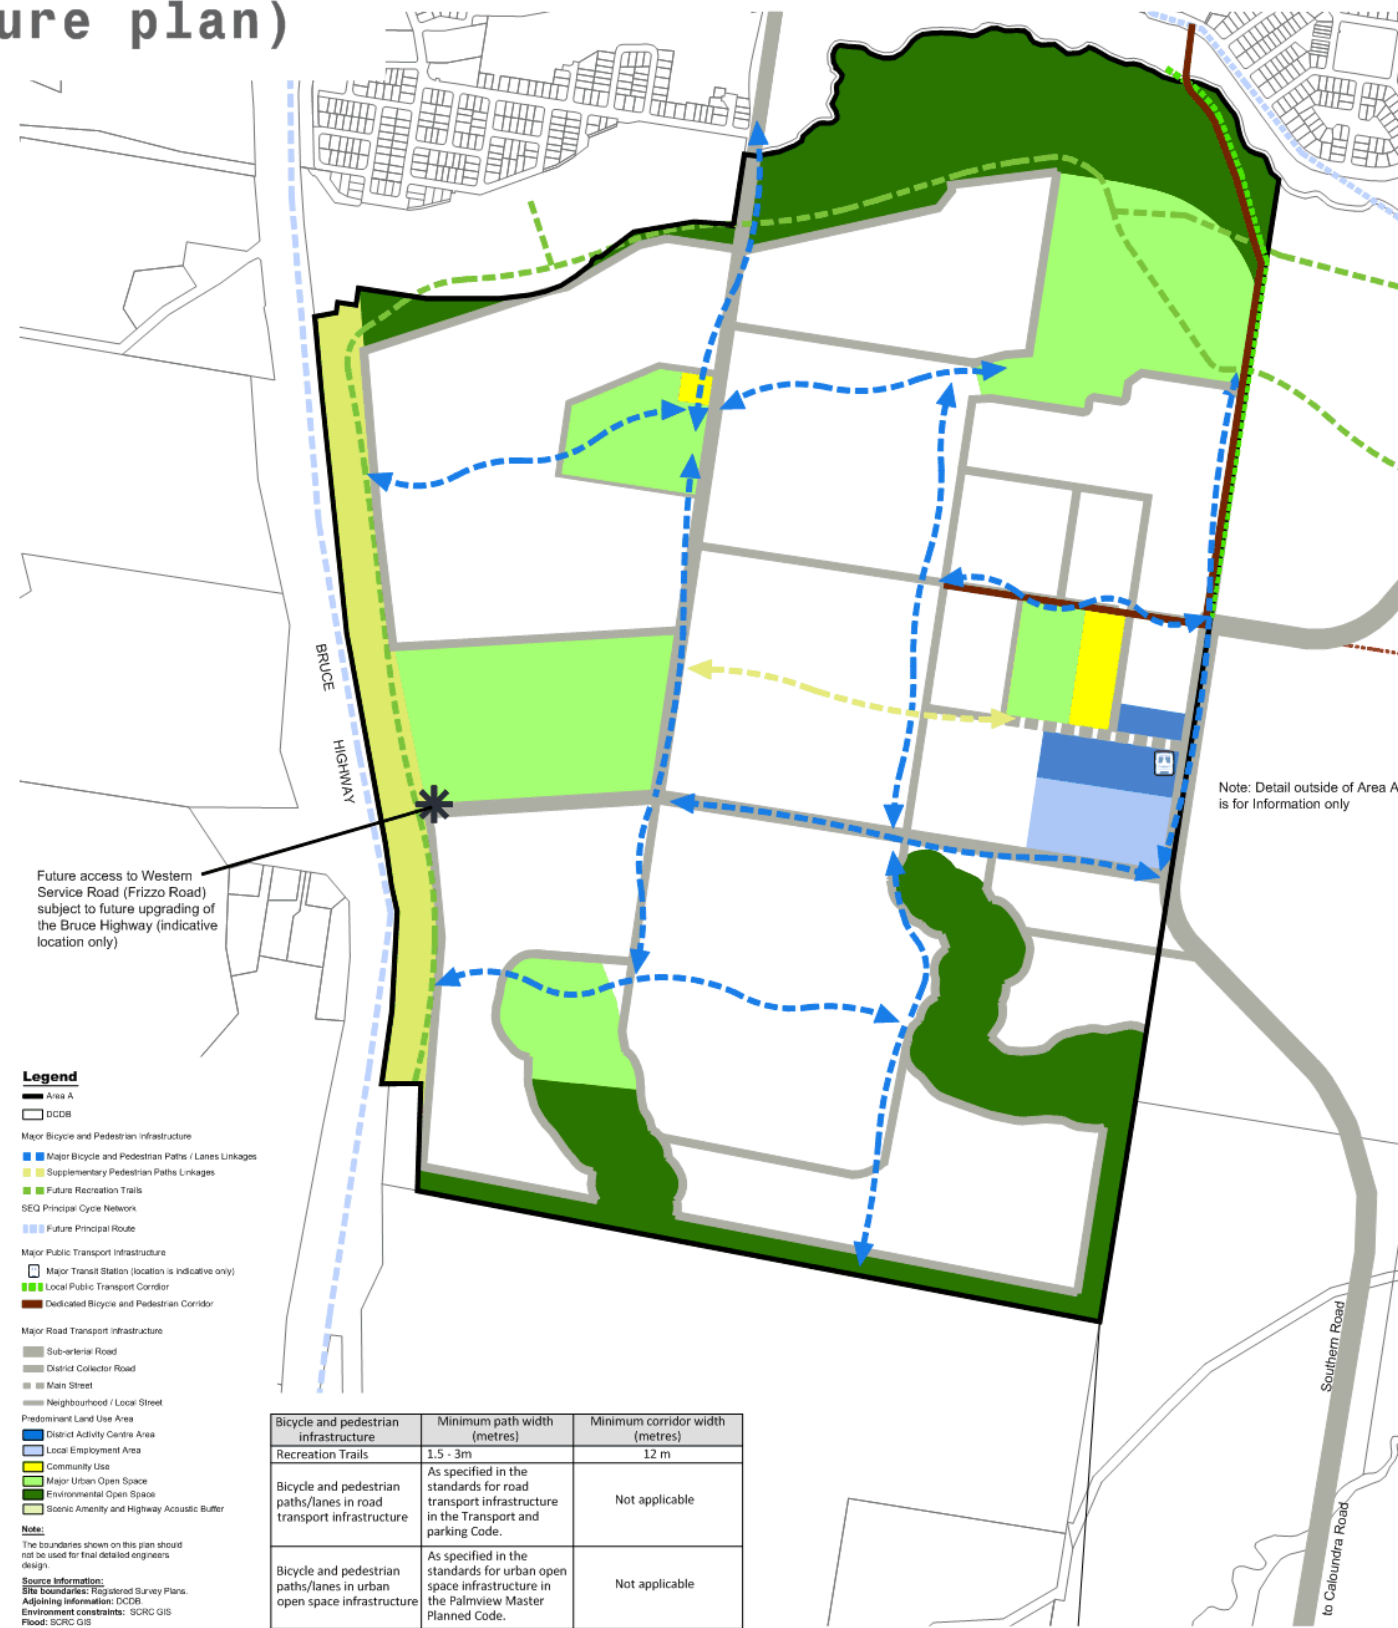 ure plan)
BRUCE
HIGHWAY
Note: Detail outside of Area A
is for Information only
Future access to Western
Service Road (Frizzo Road)
subject to future upgrading of
the Bruce Highway (indicative
location only)
Legend
Area A
DCDB
Major Bicycle and Pedestrian Infrastructure
Major Bicycle and Pedestrian Paths / Lanes Linkages
Supplementary Pedestrian Paths Linkages
Future Recreation Trails
SEQ Principal Cycle Network
Future Principal Route
Major Public Transport Infrastructure
Major Transit Station (location is indicative only)
Local Public Transport Corrdior
Dedicated Bicycle and Pedestrian Corridor
Major Road Transport Infrastructure
Sub-arterial Road
District Collector Road
Main Street
Neighbourhood / Local Street
Predominant Land Use Area
District Activity Centre Area
Local Employment Area
Community Use
Major Urban Open Space
Environmental Open Space
Scenic Amenity and Highway Acoustic Buffer
Note:
The boundaries shown on this plan should
not be used for final detailed engineers
design.
Source Information:
Site boundaries: Registered Survey Plans.
Adjoining information: DCDB.
Environment constraints: SCRC GIS
Flood: SCRC GIS
Bicycle and pedestrian
infrastructure
Minimum path width
(metres)
Minimum corridor width
(metres)
Recreation Trails
1.5 - 3m
12 m
Bicycle and pedestrian
paths/lanes in road
transport infrastructure
As specified in the
standards for road
transport infrastructure
in the Transport and
parking Code.
Not applicable
Bicycle and pedestrian
paths/lanes in urban
open space infrastructure
As specified in the
standards for urban open
space infrastructure in
the Palmview Master
Planned Code.
Not applicable
Southern Road
to Caloundra Road